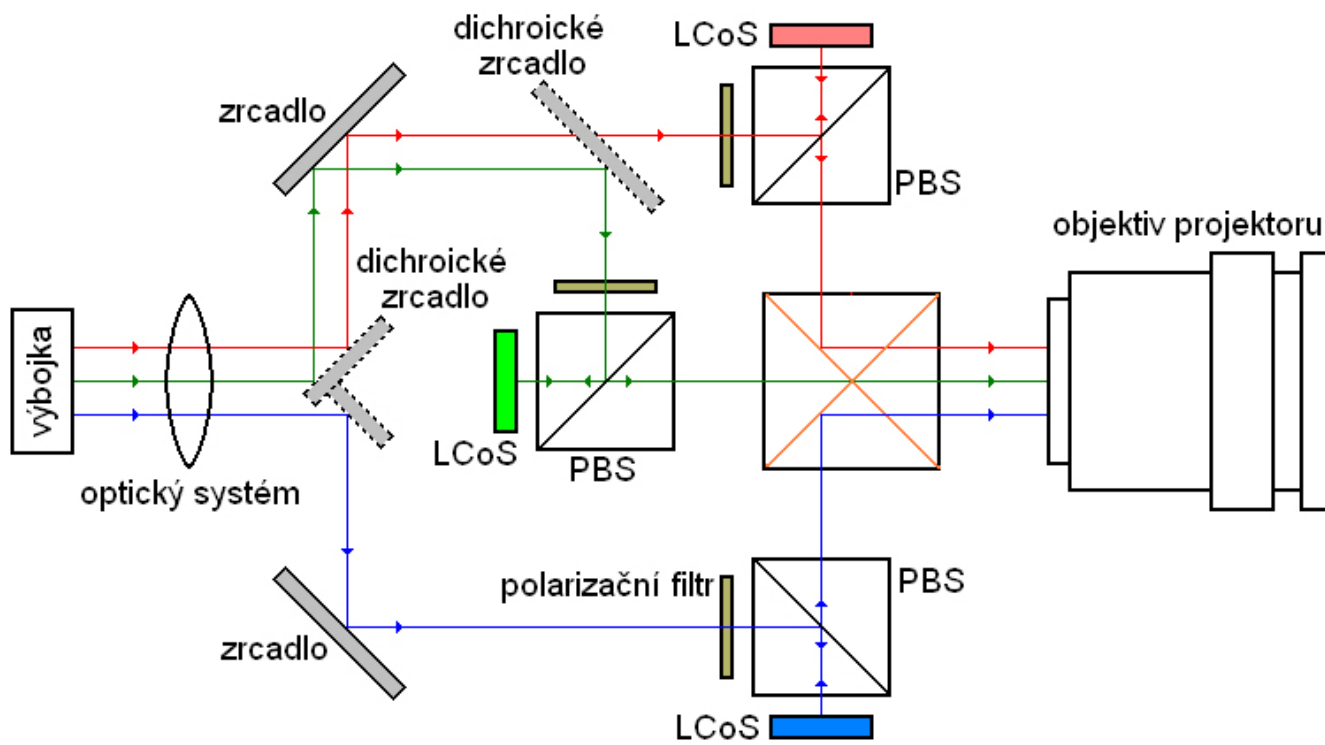 LCoS
dichroické
zrcadlo
zrcadlo
PBS
objektiv projektoru
dichroické
zrcadlo
výbojka
LCoS
PBS
optický systém
polarizační filtr
PBS
zrcadlo
LCoS